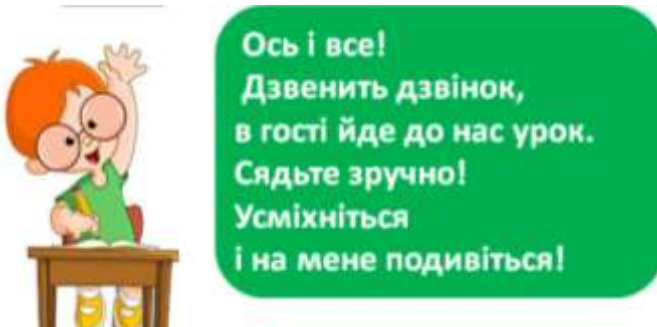 Ось і все!
Дзвенить дзвінок,
в гості йде до нас урок.
Сядьте зручно!
Усміхніться
і на мене подивіться!